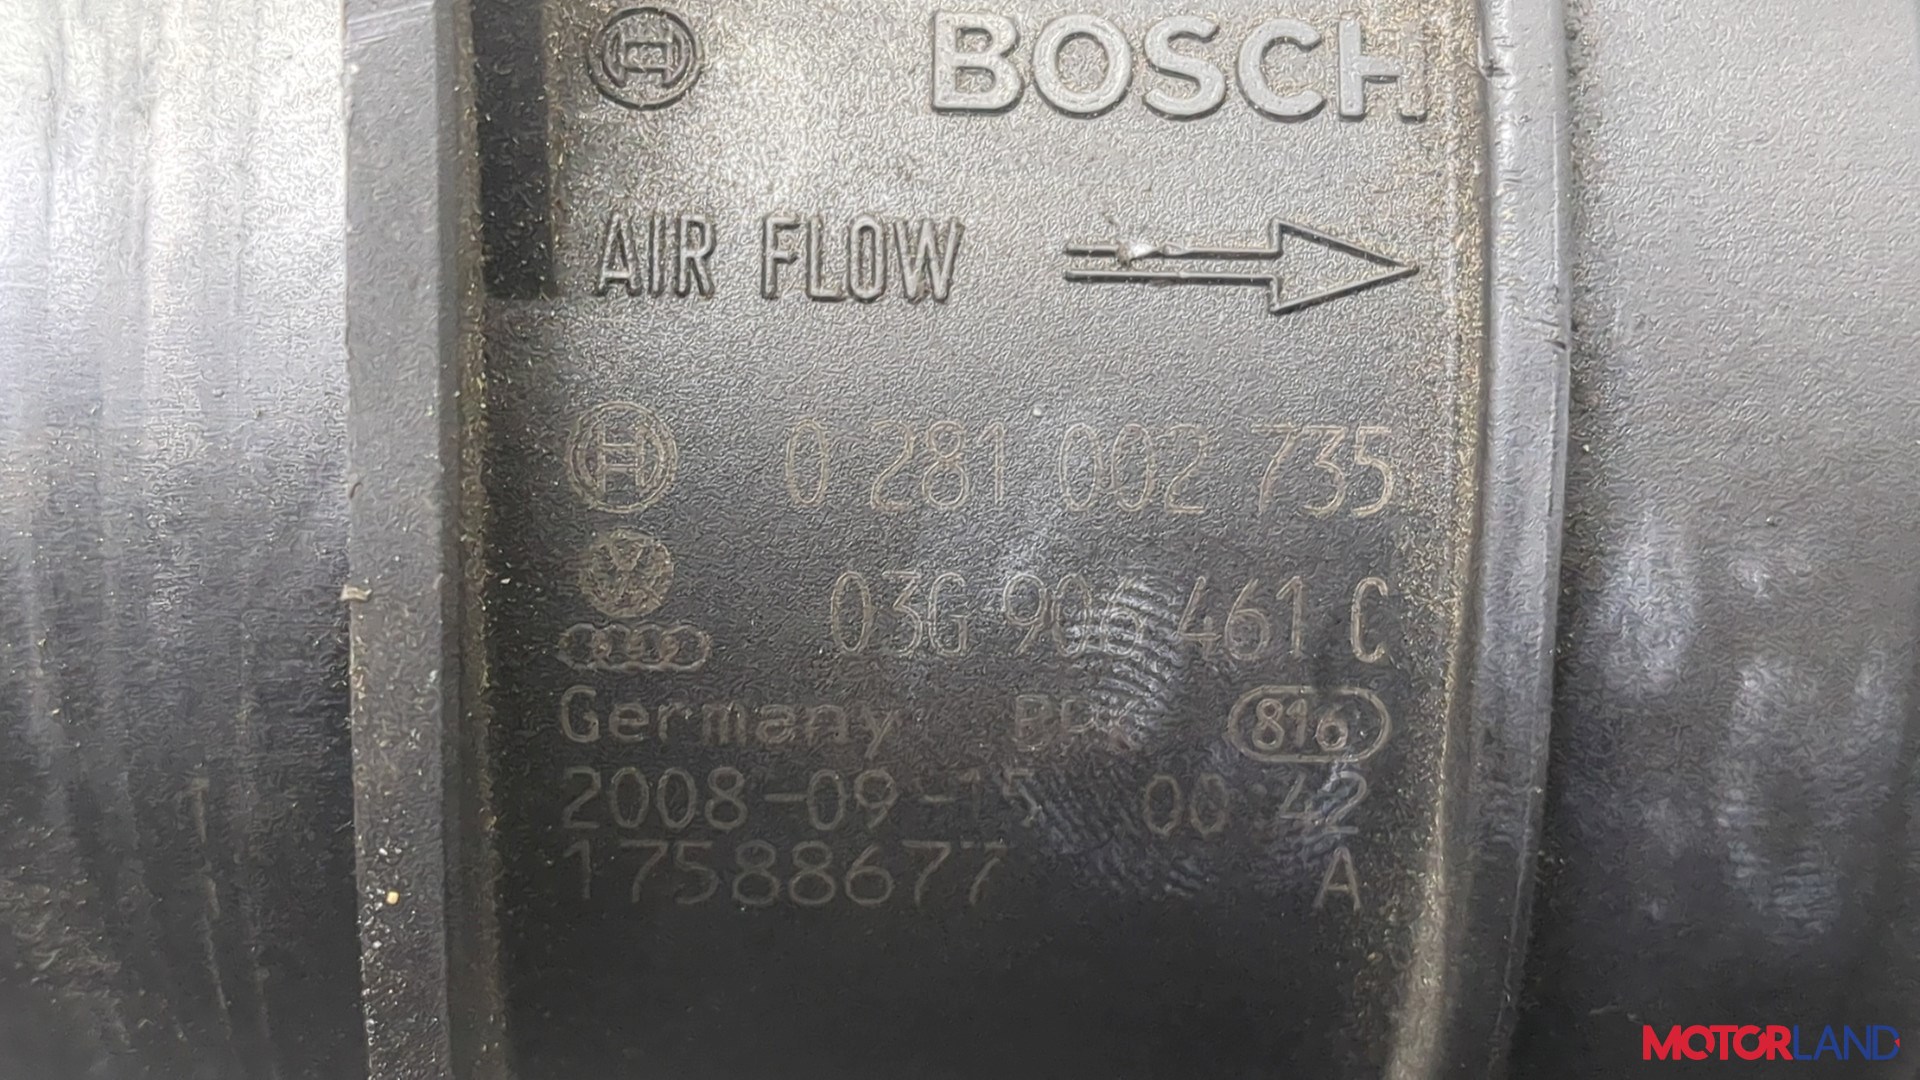 BOSCH
AIR FLOW
0 281 002 735
03G 906 461 C
Germany 816
2008-09-15 00:42
17588677 A
MOTORLAND